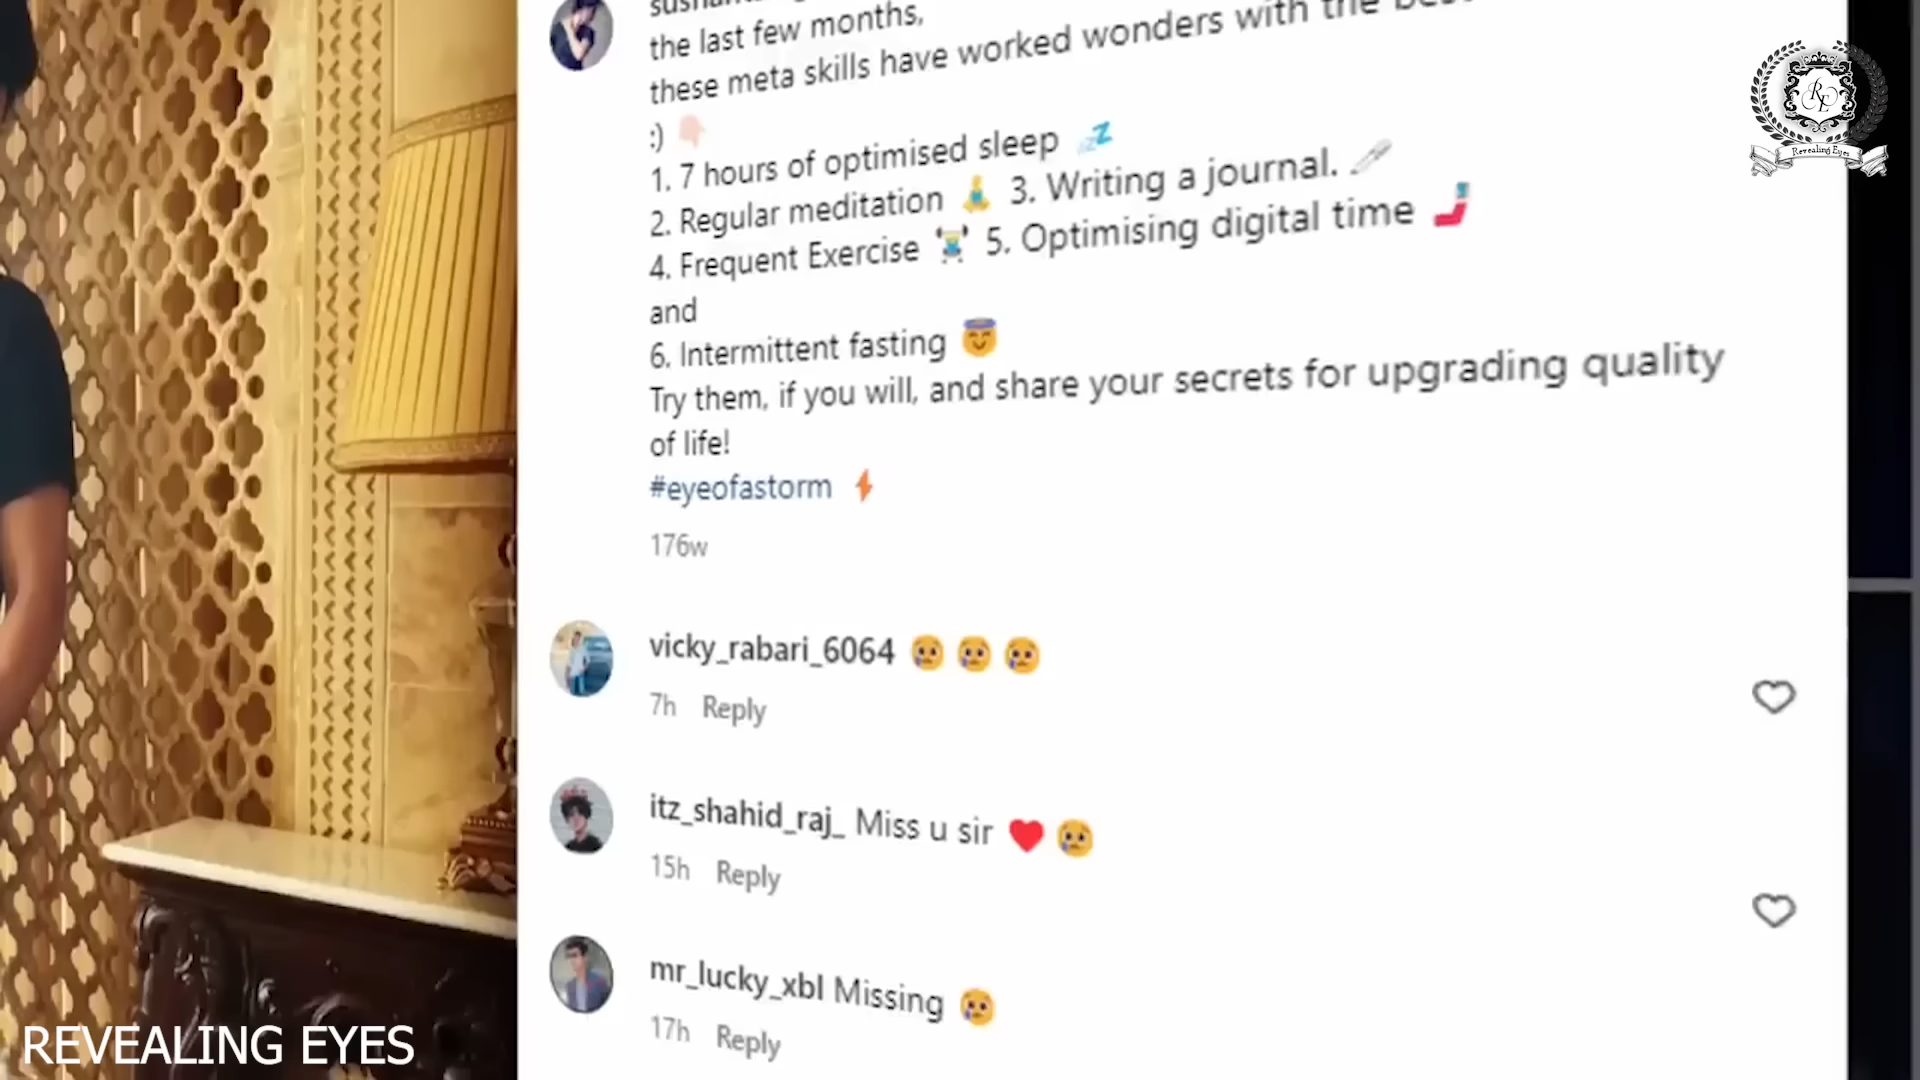 the last few months,
these meta skills have worked wonders with the
:)
1. 7 hours of optimised sleep
2. Regular meditation 3. Writing a journal.
4. Frequent Exercise 5. Optimising digital time
and
6. Intermittent fasting
Try them, if you will, and share your secrets for upgrading quality
of life!
#eyeofastorm
176w
vicky_rabari_6064
7h Reply
itz_shahid_raj_ Miss u sir
15h Reply
mr_lucky_xbl Missing
17h Reply
REVEALING EYES
Revealing Eyes